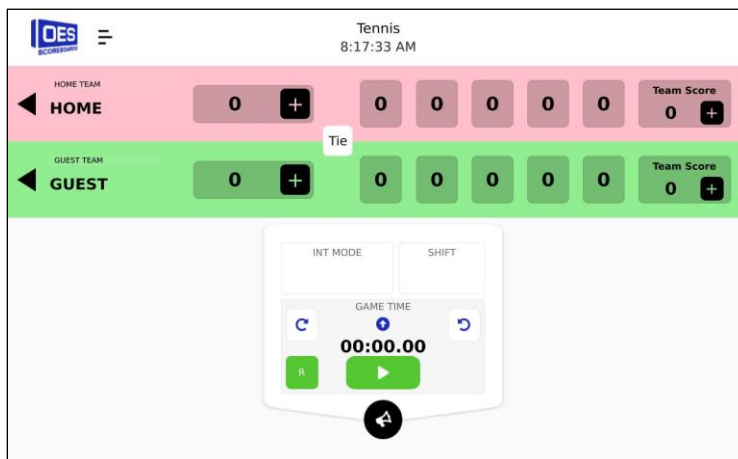 OES
SCOREBOARDS
Tennis
8:17:33 AM
HOME TEAM
HOME
0 +
0 0 0 0 0
Team Score
0 +
Tie
GUEST TEAM
GUEST
0 +
0 0 0 0 0
Team Score
0 +
INT MODE
SHIFT
GAME TIME
00:00.00
R